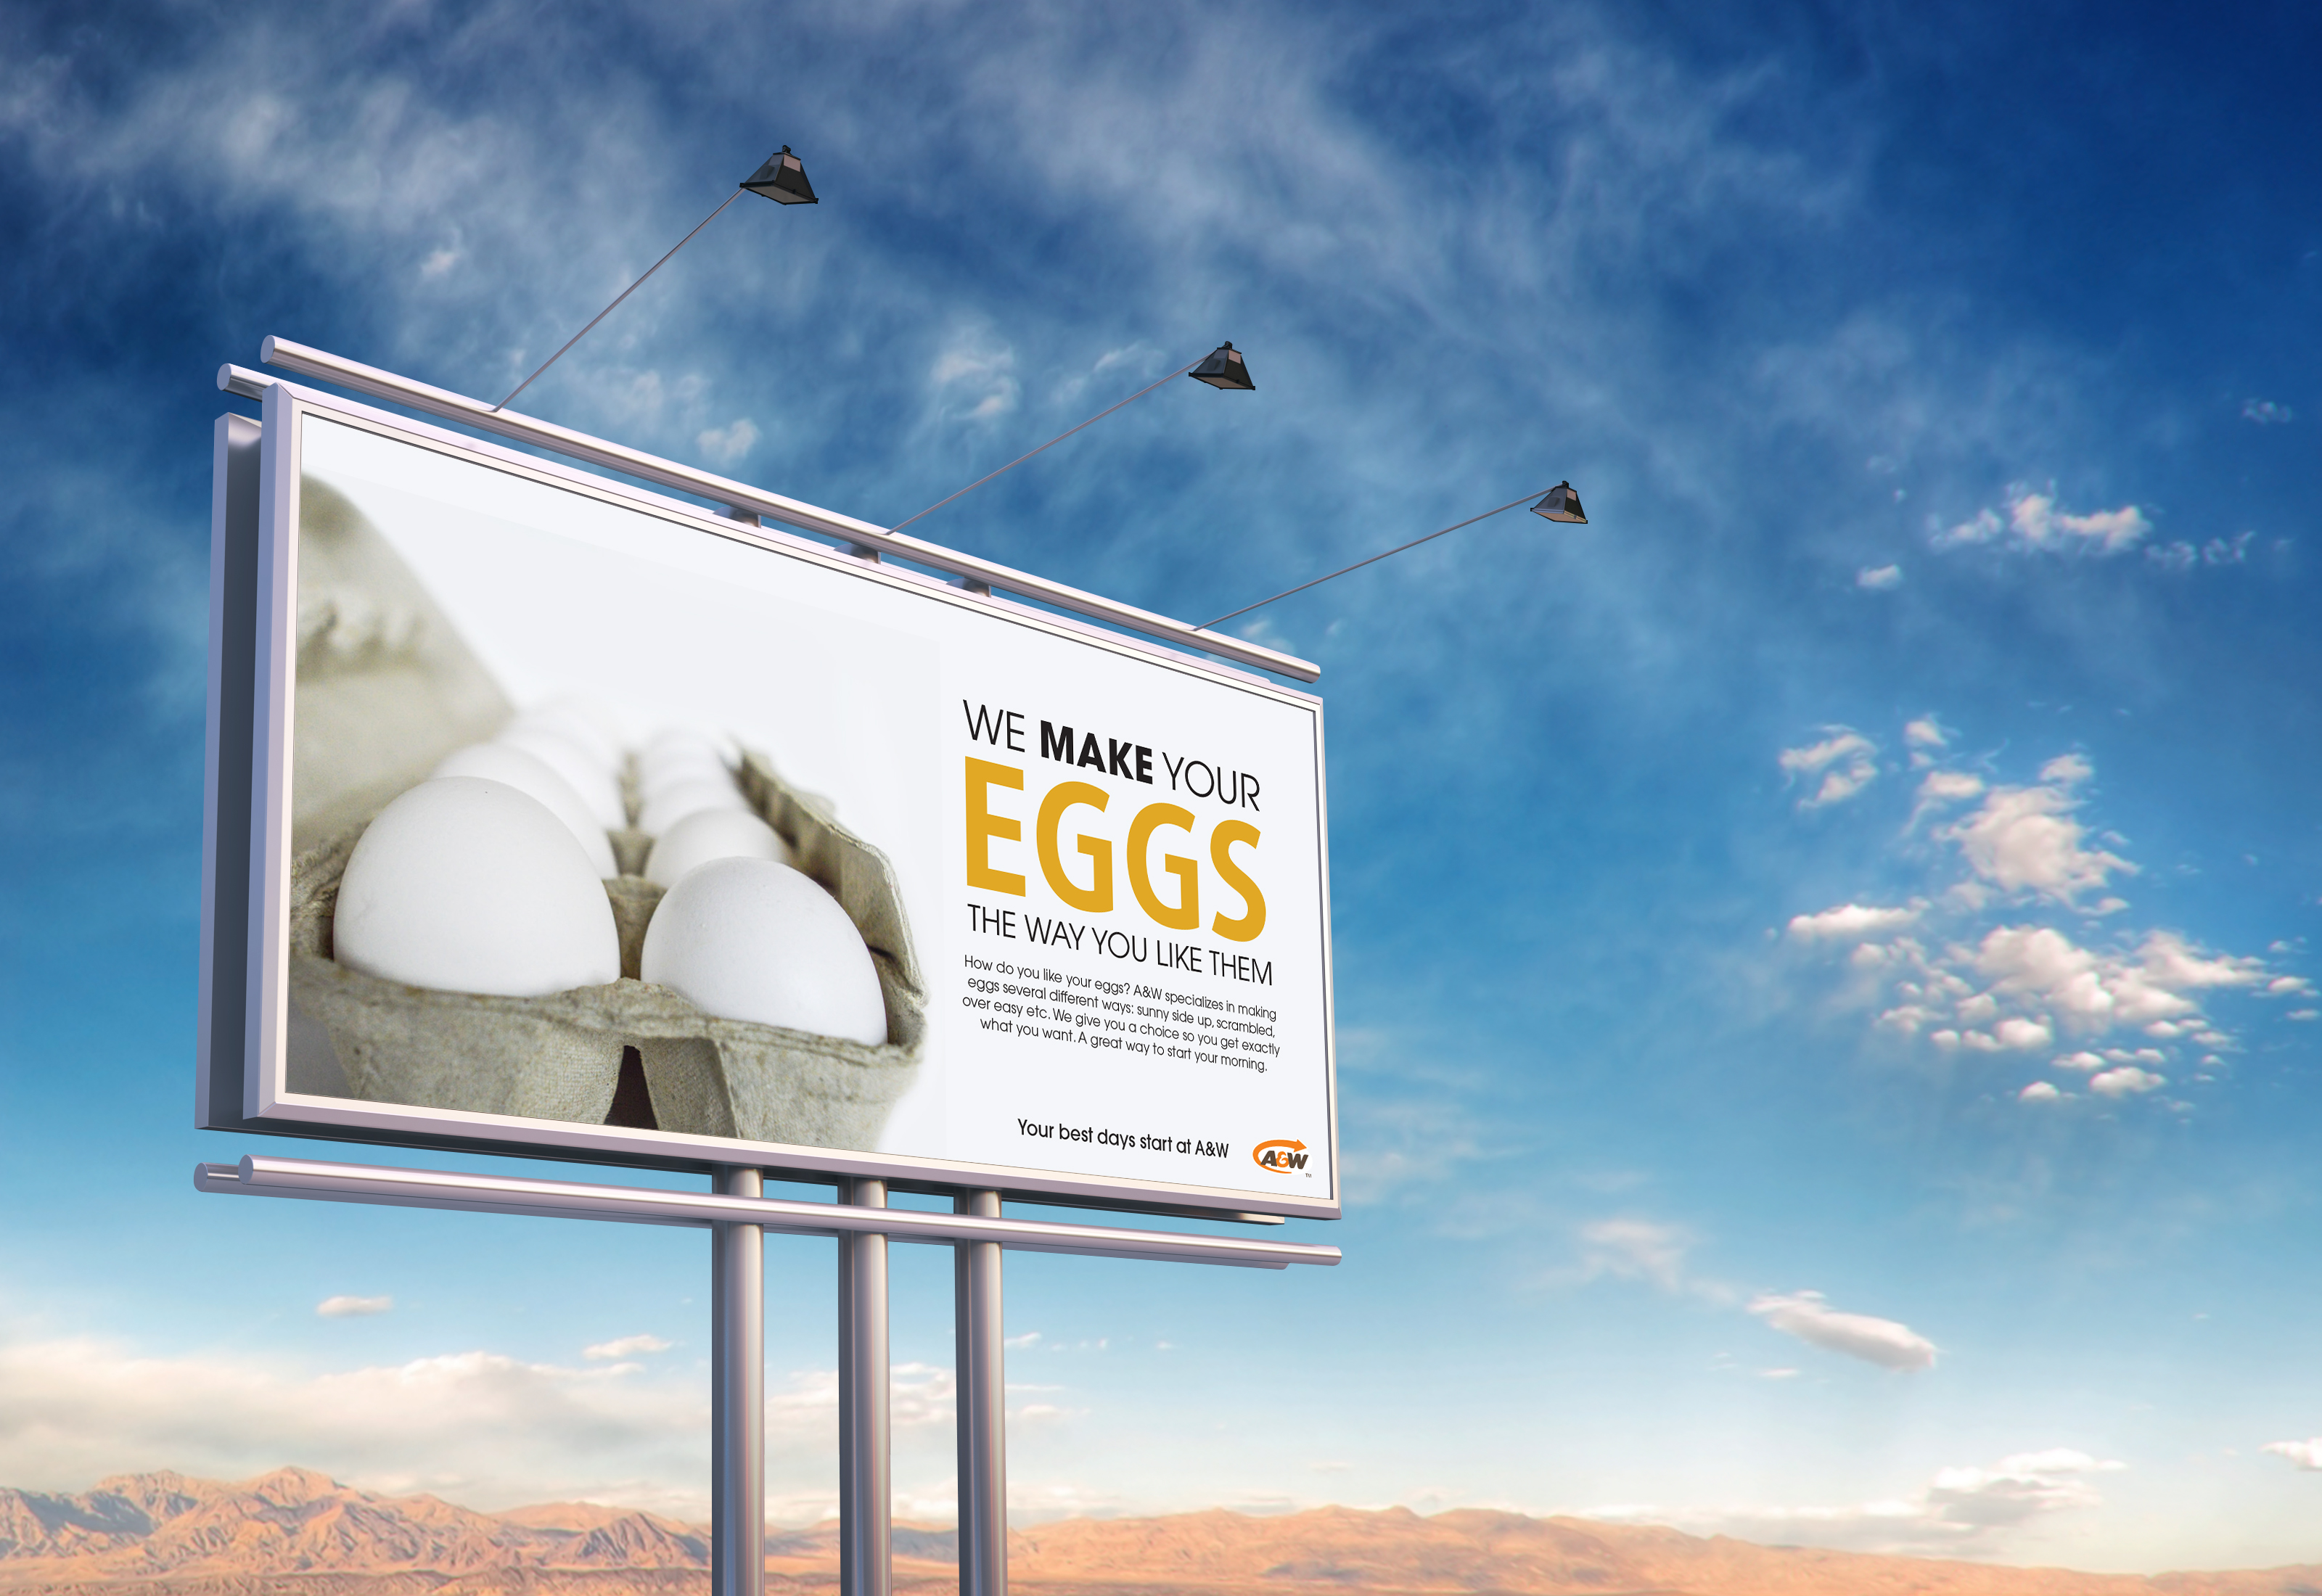 WE MAKE YOUR
EGGS
THE WAY YOU LIKE THEM
How do you like your eggs? A&W specializes in making
eggs several different ways: sunny side up, scrambled,
over easy etc. We give you a choice so you get exactly
what you want. A great way to start your morning.
Your best days start at A&W
A&W
TM